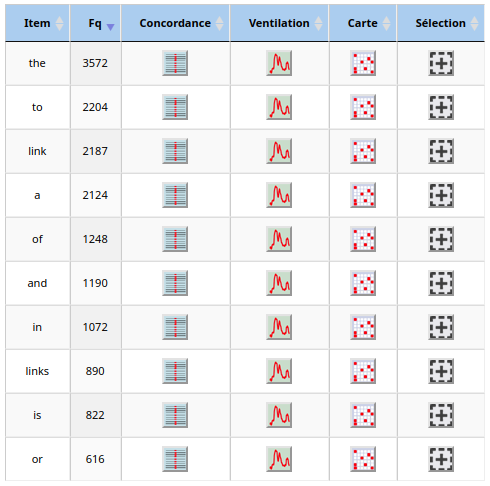 Item Fq Concordance Ventilation Carte Sélection
the 3572
to 2204
link 2187
a 2124
of 1248
and 1190
in 1072
links 890
is 822
or 616